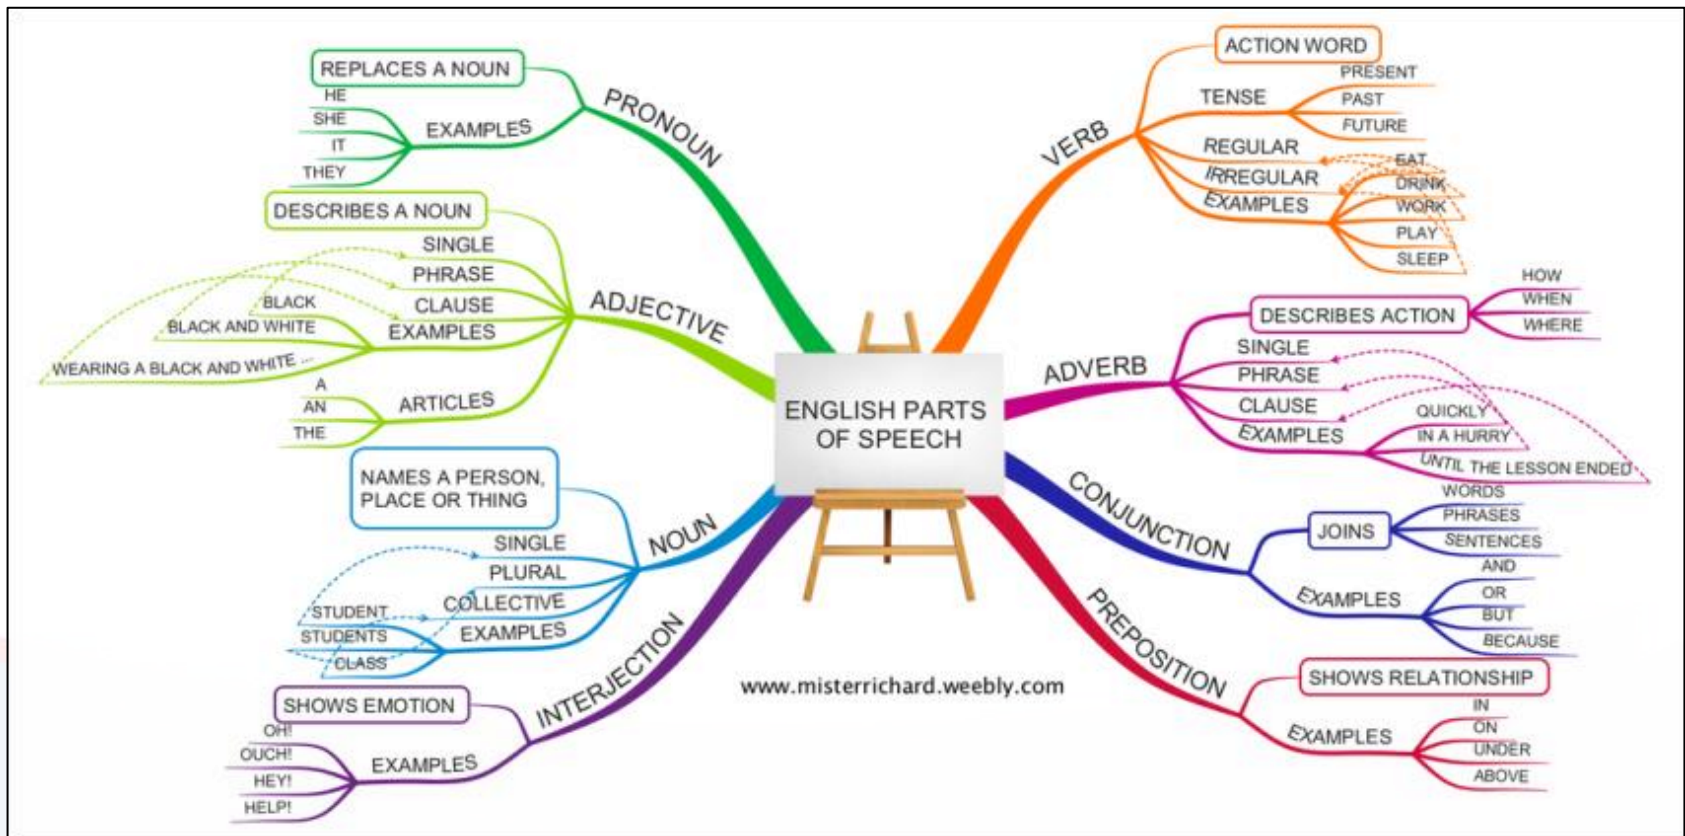 ENGLISH PARTS
OF SPEECH
PRONOUN
REPLACES A NOUN
EXAMPLES
HE
SHE
IT
THEY
ADJECTIVE
DESCRIBES A NOUN
SINGLE
PHRASE
CLAUSE
EXAMPLES
BLACK
BLACK AND WHITE
WEARING A BLACK AND WHITE ...
ARTICLES
A
AN
THE
NOUN
NAMES A PERSON,
PLACE OR THING
SINGLE
PLURAL
COLLECTIVE
EXAMPLES
STUDENT
STUDENTS
CLASS
INTERJECTION
SHOWS EMOTION
EXAMPLES
OH!
OUCH!
HEY!
HELP!
VERB
ACTION WORD
TENSE
PRESENT
PAST
FUTURE
REGULAR
IRREGULAR
EXAMPLES
EAT
DRINK
WORK
PLAY
SLEEP
ADVERB
DESCRIBES ACTION
HOW
WHEN
WHERE
SINGLE
PHRASE
CLAUSE
EXAMPLES
QUICKLY
IN A HURRY
UNTIL THE LESSON ENDED
CONJUNCTION
JOINS
WORDS
PHRASES
SENTENCES
EXAMPLES
AND
OR
BUT
BECAUSE
PREPOSITION
SHOWS RELATIONSHIP
EXAMPLES
IN
ON
UNDER
ABOVE
www.misterrichard.weebly.com